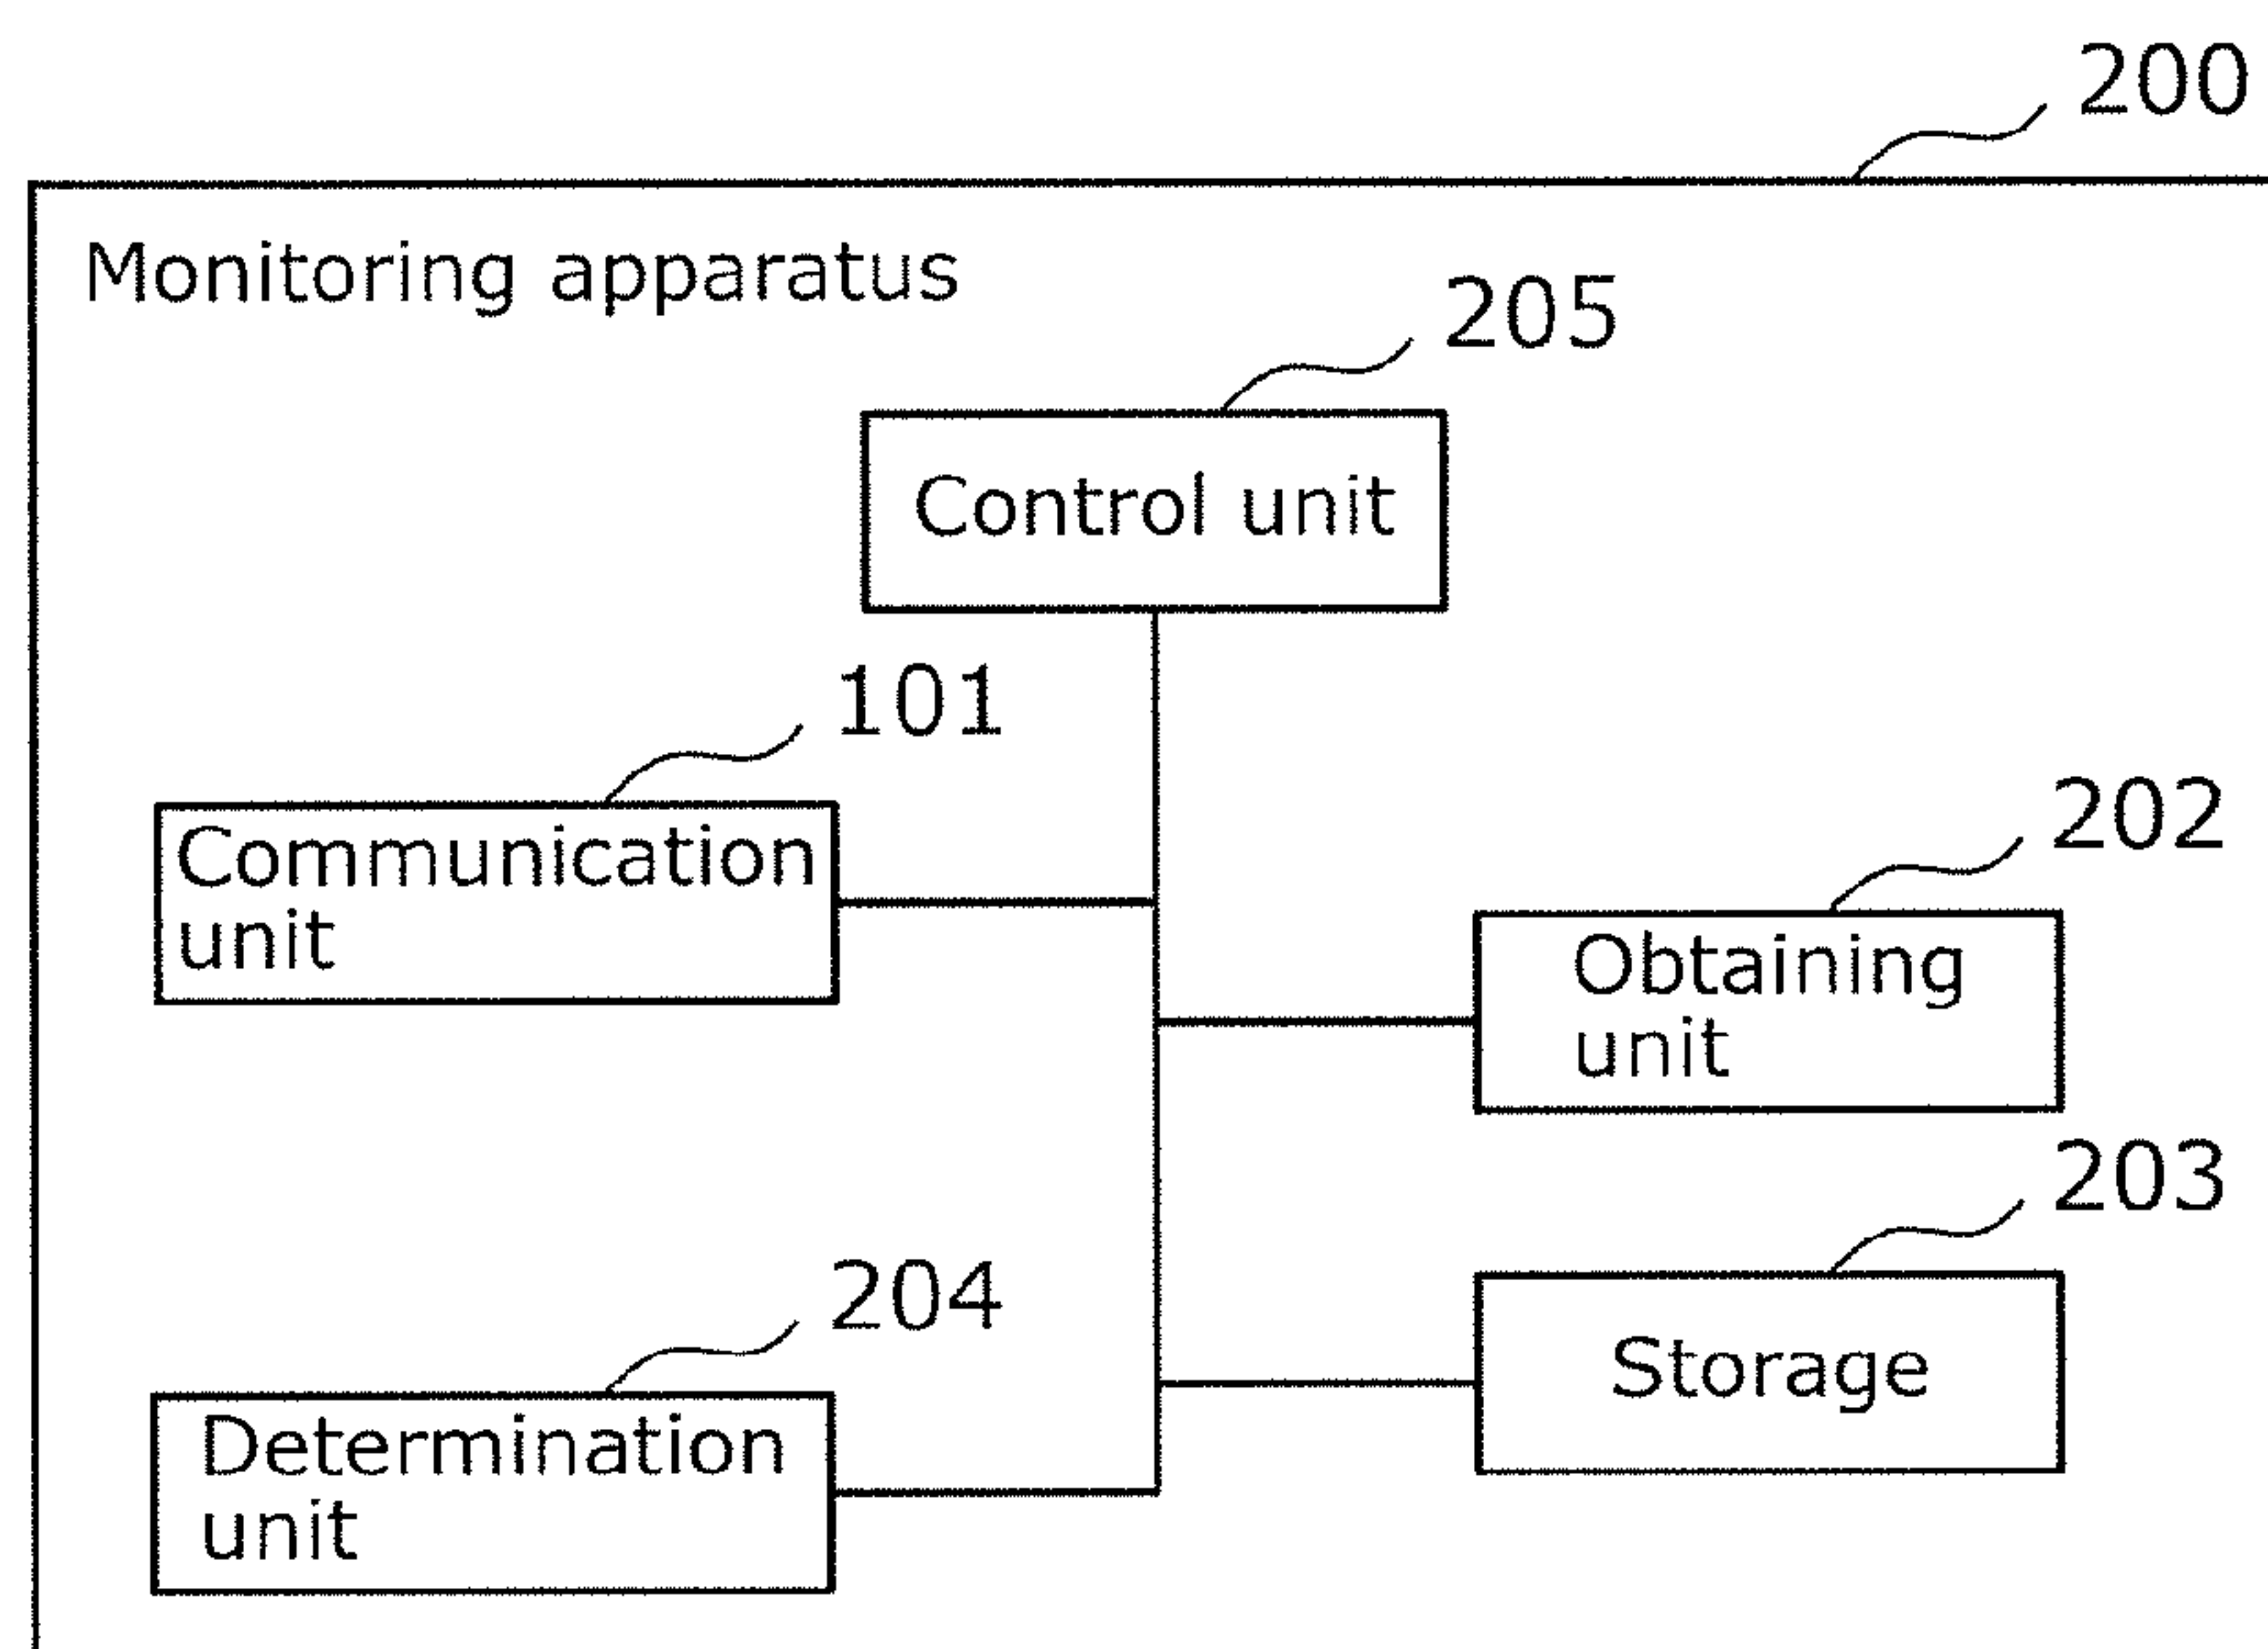 200
Monitoring apparatus
205
Control unit
101
Communication
unit
202
Obtaining
unit
203
Storage
204
Determination
unit